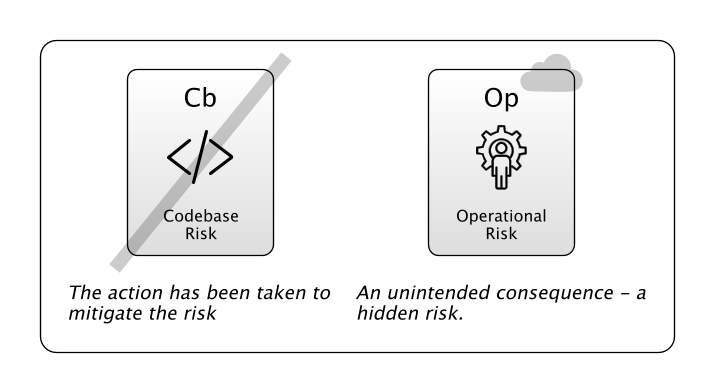 Cb
</>
Codebase
Risk
The action has been taken to
mitigate the risk
Op
Operational
Risk
An unintended consequence – a
hidden risk.